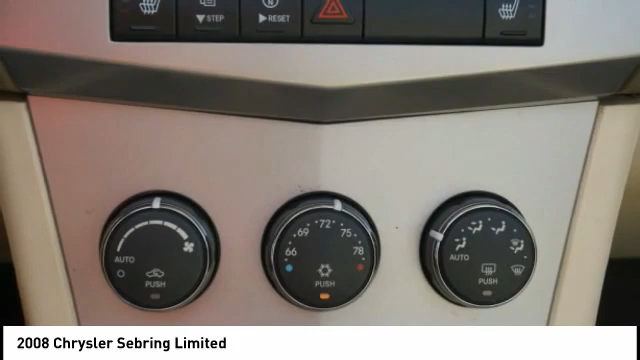 STEP RESET
72
69 75
66 78
AUTO AUTO
PUSH PUSH PUSH
2008 Chrysler Sebring Limited